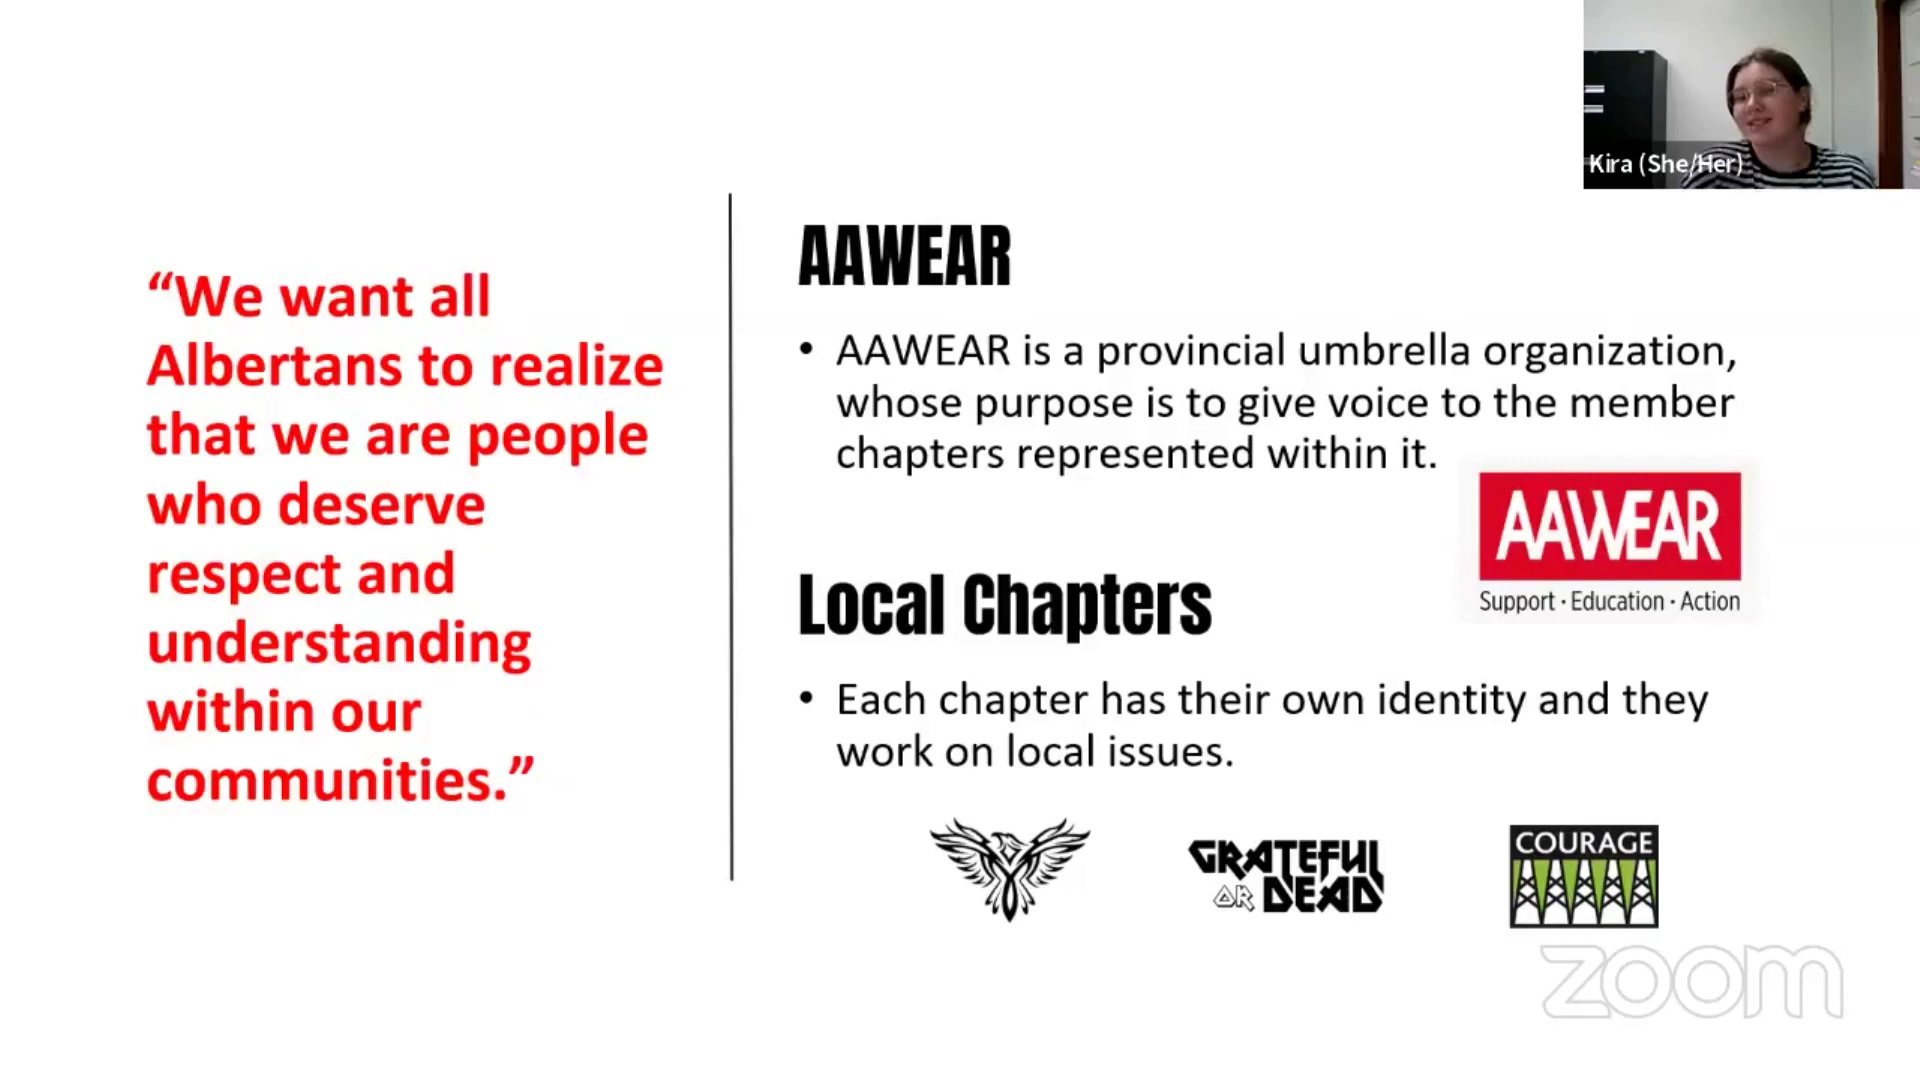 Kira (She/Her)
“We want all
Albertans to realize
that we are people
who deserve
respect and
understanding
within our
communities.”
AAWEAR
• AAWEAR is a provincial umbrella organization,
whose purpose is to give voice to the member
chapters represented within it.
AAWEAR
Support · Education · Action
Local Chapters
• Each chapter has their own identity and they
work on local issues.
GRATEFUL
OR DEAD
COURAGE
zoom